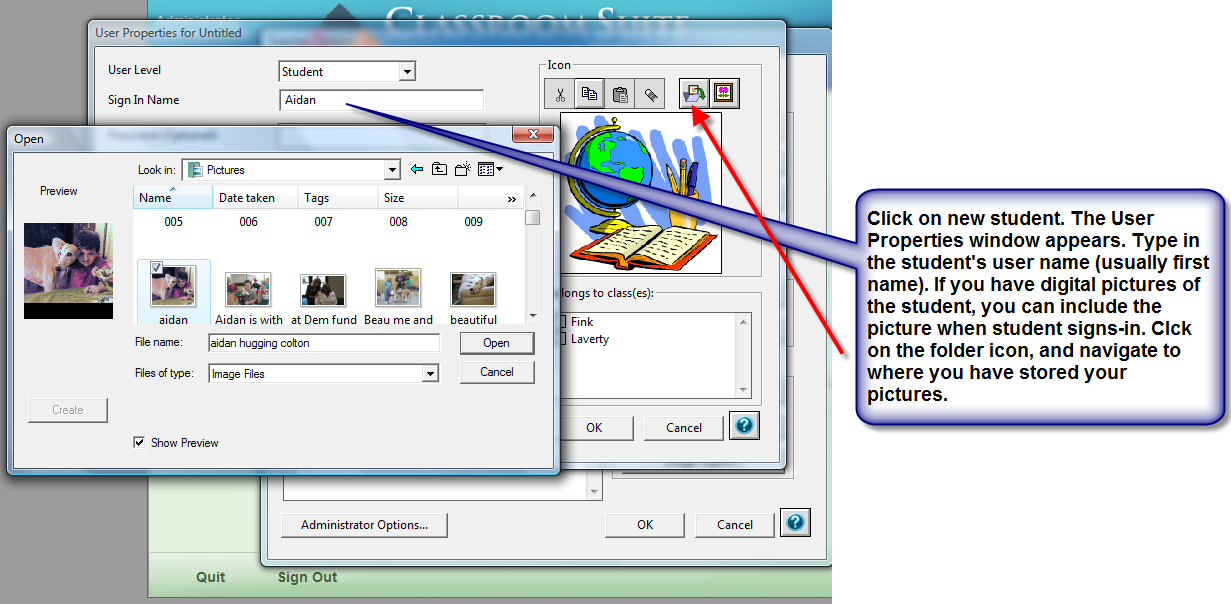 Administrator
CLASSROOM SUITE
User Properties for Untitled
User Level
Student
Sign In Name
Aidan
Icon
Open
Look in:
Pictures
Preview
Name
Date taken
Tags
Size
»
005
006
007
008
009
aidan
Aidan is with
at Dem fund
Beau me and
beautiful
File name:
aidan hugging colton
Open
Files of type:
Image Files
Cancel
Create
Show Preview
longs to class(es):
Fink
Laverty
OK
Cancel
Administrator Options...
OK
Cancel
Quit
Sign Out
Click on new student. The User
Properties window appears. Type in
the student's user name (usually first
name). If you have digital pictures of
the student, you can include the
picture when student signs-in. Clck
on the folder icon, and navigate to
where you have stored your
pictures.